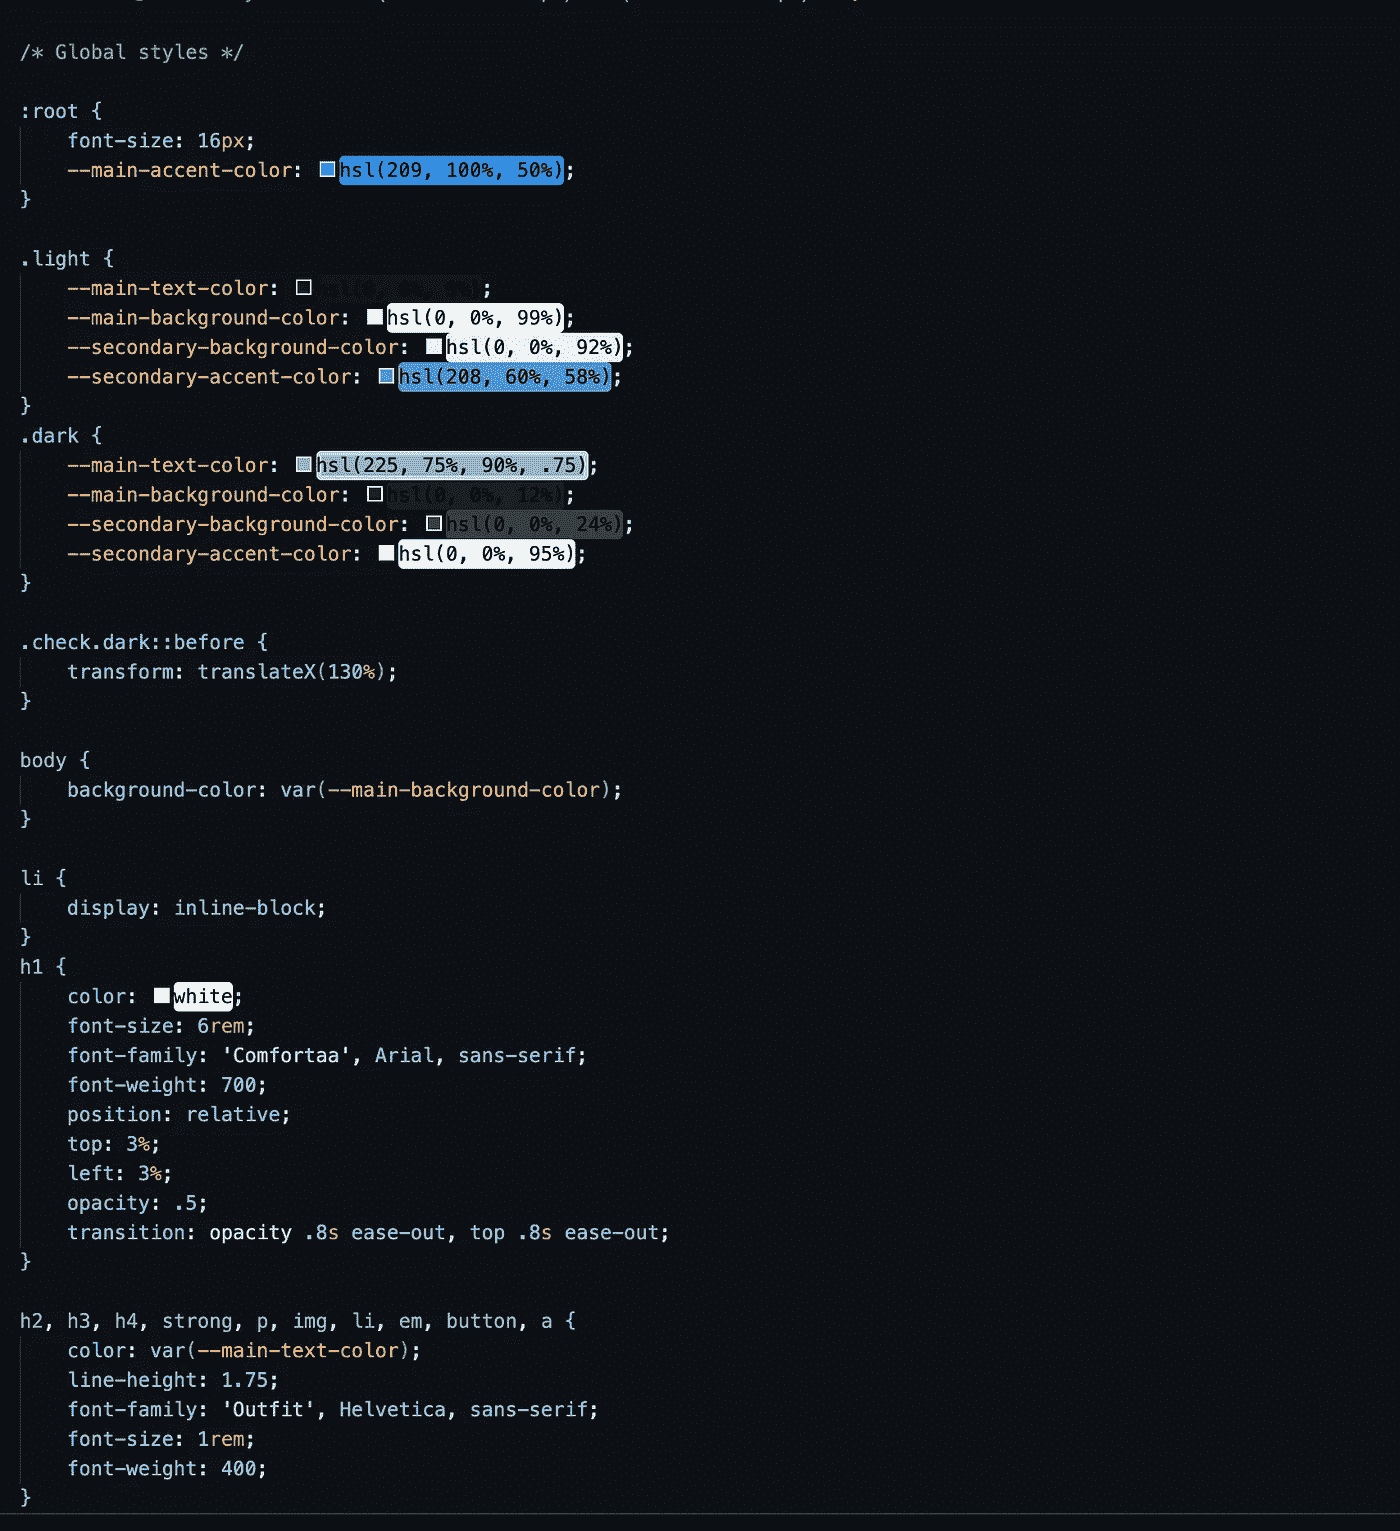 /* Global styles */
:root {
font-size: 16px;
--main-accent-color: hsl(209, 100%, 50%);
}
.light {
--main-text-color: ;
--main-background-color: hsl(0, 0%, 99%);
--secondary-background-color: hsl(0, 0%, 92%);
--secondary-accent-color: hsl(208, 60%, 58%);
}
.dark {
--main-text-color: hsl(225, 75%, 90%, .75);
--main-background-color: hsl(0, 0%, 12%);
--secondary-background-color: hsl(0, 0%, 24%);
--secondary-accent-color: hsl(0, 0%, 95%);
}
.check.dark::before {
transform: translateX(130%);
}
body {
background-color: var(--main-background-color);
}
li {
display: inline-block;
}
h1 {
color: white;
font-size: 6rem;
font-family: 'Comfortaa', Arial, sans-serif;
font-weight: 700;
position: relative;
top: 3%;
left: 3%;
opacity: .5;
transition: opacity .8s ease-out, top .8s ease-out;
}
h2, h3, h4, strong, p, img, li, em, button, a {
color: var(--main-text-color);
line-height: 1.75;
font-family: 'Outfit', Helvetica, sans-serif;
font-size: 1rem;
font-weight: 400;
}